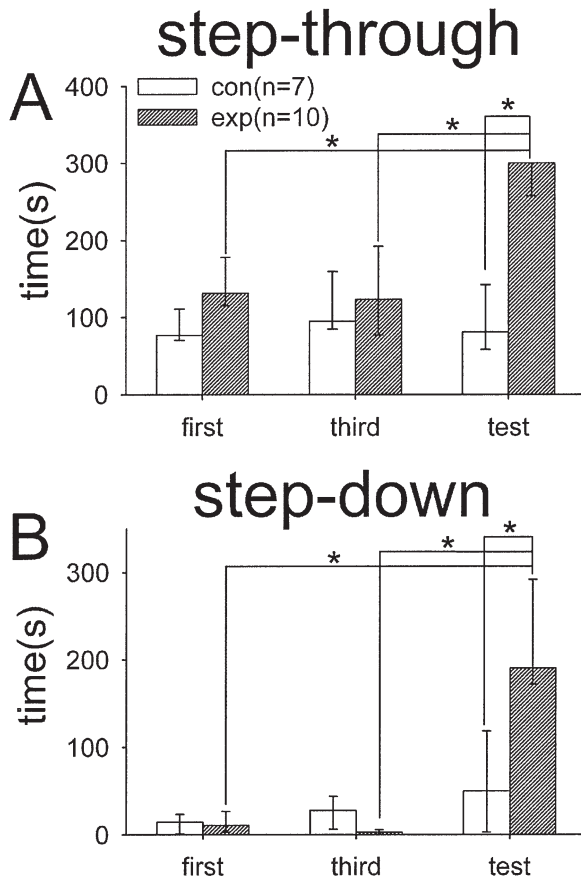 step-through
A
400
con(n=7)
exp(n=10)
*
*
*
300
200
100
0
time(s)
first third test
step-down
B
*
*
*
300
200
100
0
time(s)
first third test